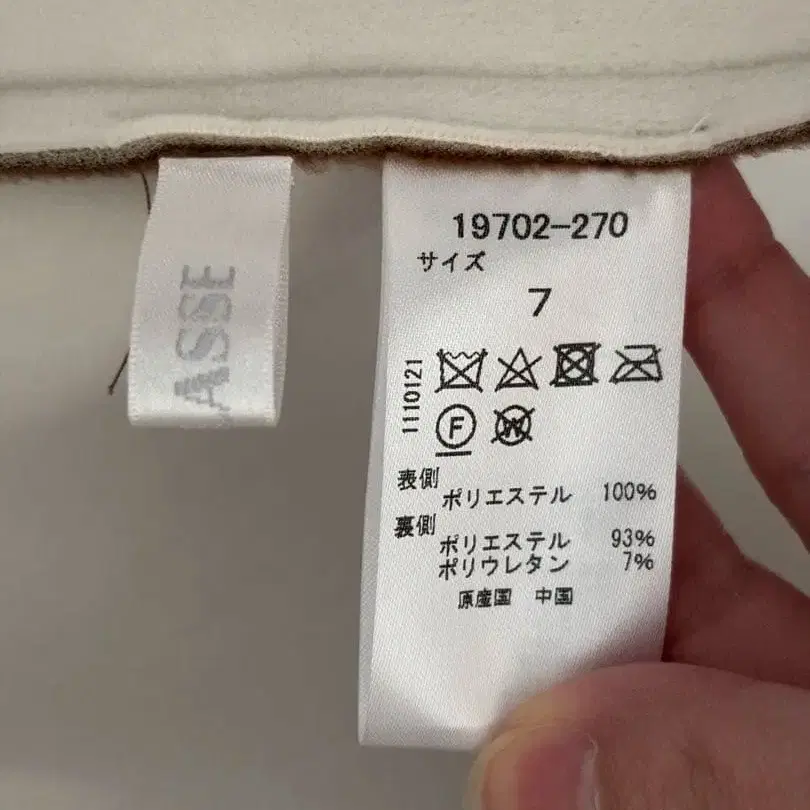 ASSE
19702-270
サイズ
7
1110121
F
W
表側
ポリエステル 100%
裏側
ポリエステル 93%
ポリウレタン 7%
原産国 中国